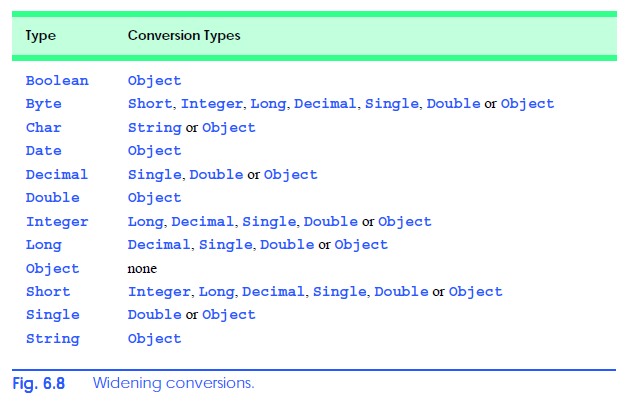 Type Conversion Types
Boolean Object
Byte Short, Integer, Long, Decimal, Single, Double or Object
Char String or Object
Date Object
Decimal Single, Double or Object
Double Object
Integer Long, Decimal, Single, Double or Object
Long Decimal, Single, Double or Object
Object none
Short Integer, Long, Decimal, Single, Double or Object
Single Double or Object
String Object
Fig. 6.8 Widening conversions.